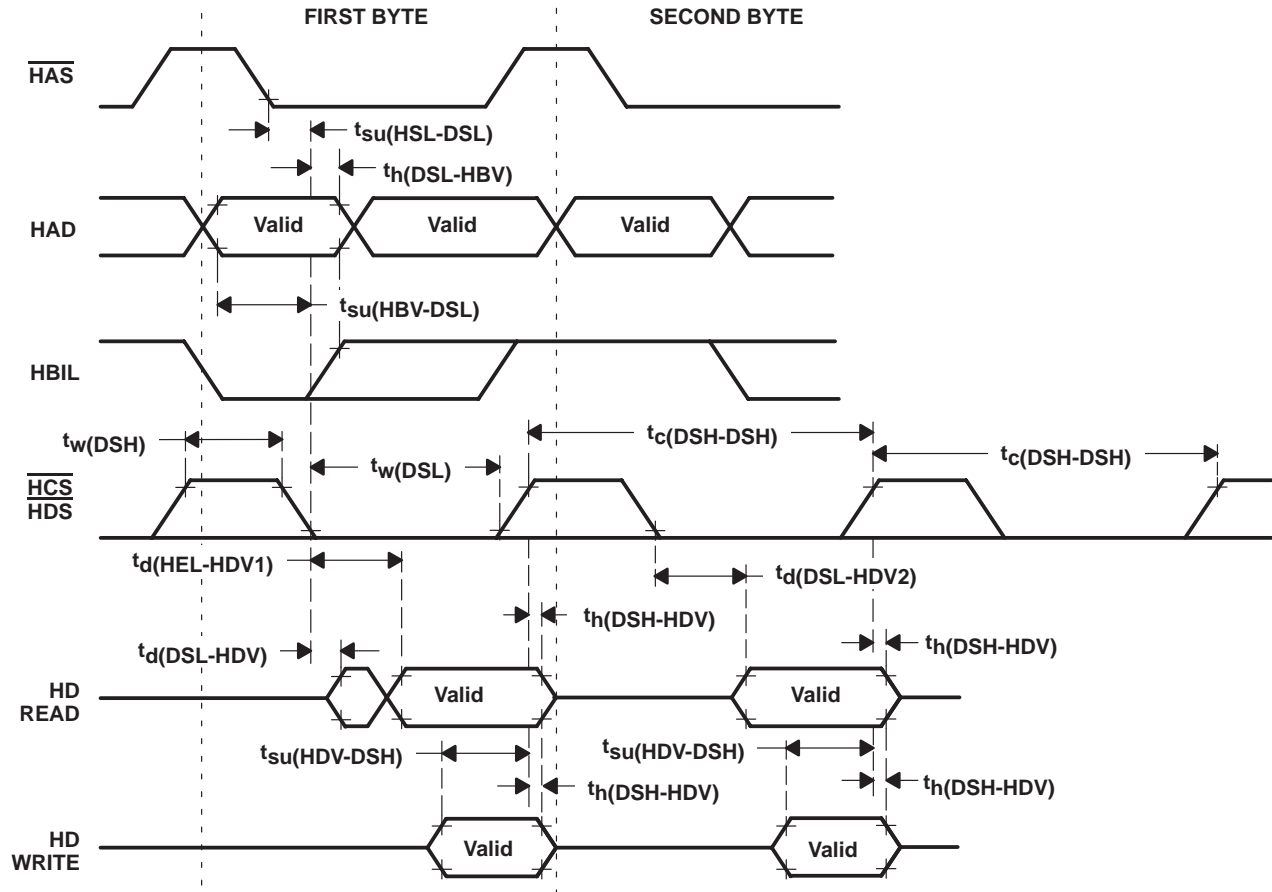 FIRST BYTE
SECOND BYTE
HAS
tsu(HSL-DSL)
th(DSL-HBV)
HAD
Valid
Valid
Valid
tsu(HBV-DSL)
HBIL
tw(DSH)
tc(DSH-DSH)
tc(DSH-DSH)
tw(DSL)
HCS
HDS
td(HEL-HDV1)
td(DSL-HDV2)
th(DSH-HDV)
th(DSH-HDV)
td(DSL-HDV)
HD
READ
Valid
Valid
tsu(HDV-DSH)
tsu(HDV-DSH)
th(DSH-HDV)
th(DSH-HDV)
HD
WRITE
Valid
Valid